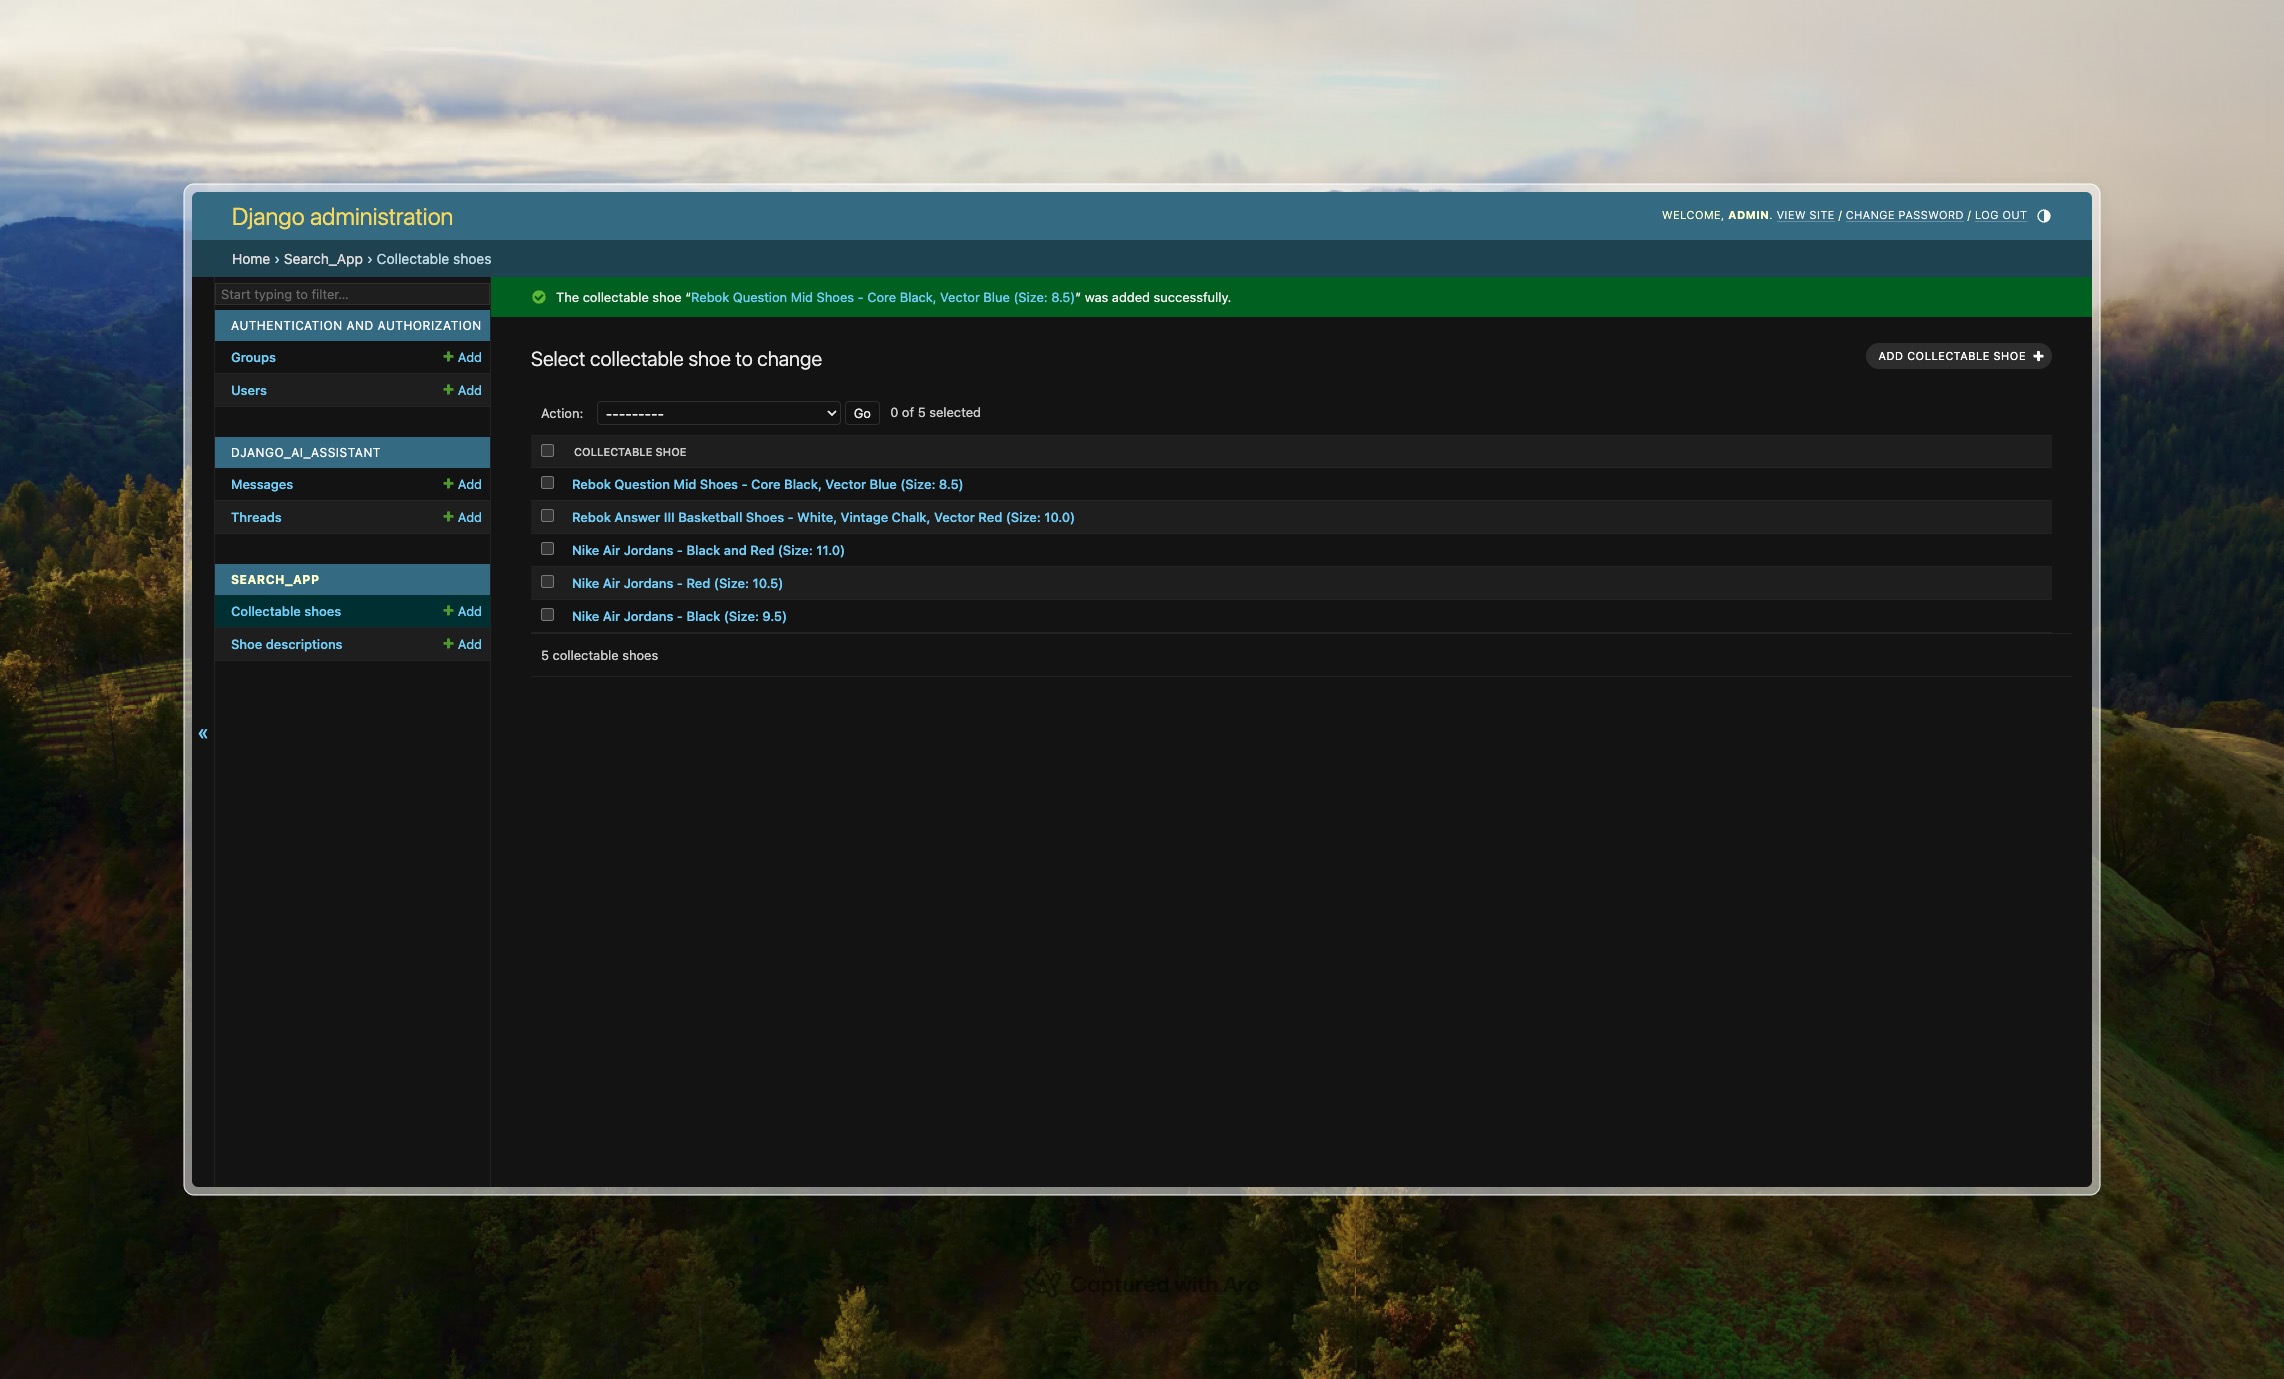 Django administration
WELCOME, ADMIN. VIEW SITE / CHANGE PASSWORD / LOG OUT
Home › Search_App › Collectable shoes
Start typing to filter...
AUTHENTICATION AND AUTHORIZATION
Groups + Add
Users + Add
DJANGO_AI_ASSISTANT
Messages + Add
Threads + Add
SEARCH_APP
Collectable shoes + Add
Shoe descriptions + Add
«
The collectable shoe “Rebok Question Mid Shoes - Core Black, Vector Blue (Size: 8.5)” was added successfully.
Select collectable shoe to change
ADD COLLECTABLE SHOE +
Action: --------- Go 0 of 5 selected
COLLECTABLE SHOE
Rebok Question Mid Shoes - Core Black, Vector Blue (Size: 8.5)
Rebok Answer III Basketball Shoes - White, Vintage Chalk, Vector Red (Size: 10.0)
Nike Air Jordans - Black and Red (Size: 11.0)
Nike Air Jordans - Red (Size: 10.5)
Nike Air Jordans - Black (Size: 9.5)
5 collectable shoes
Captured with Arc